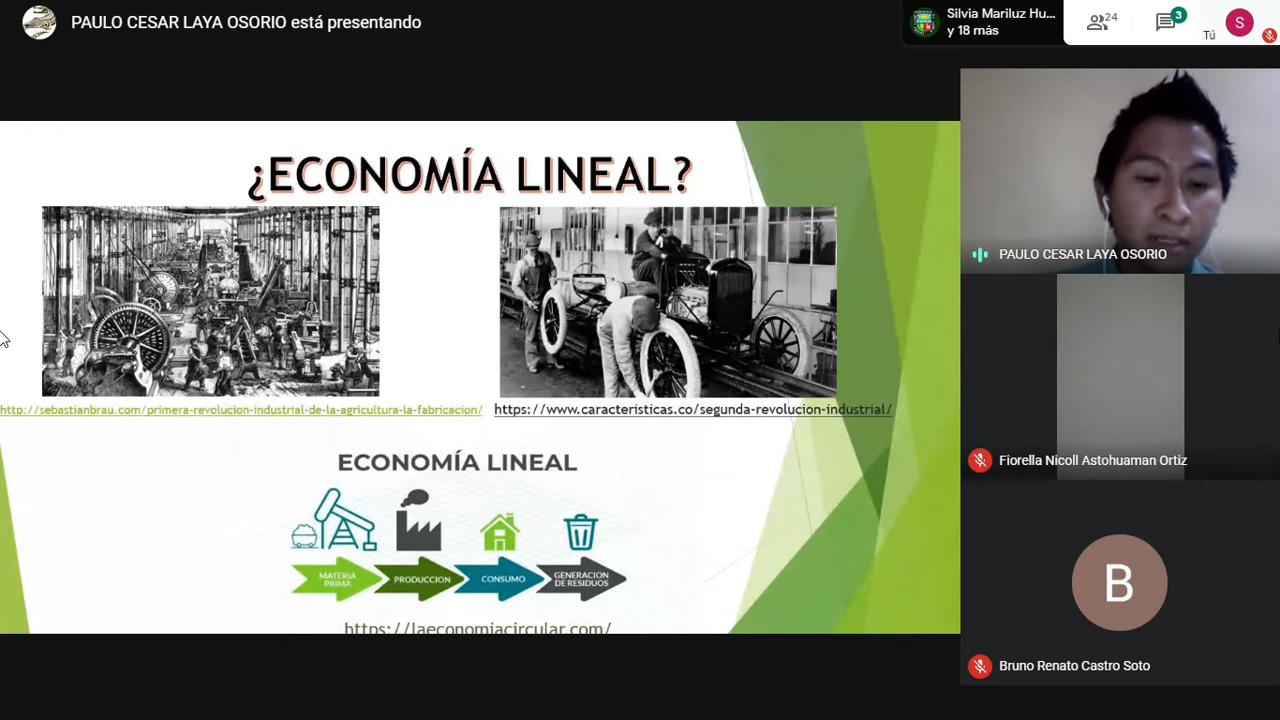 PAULO CESAR LAYA OSORIO está presentando
Silvia Mariluz Hu...
y 18 más
24
3
Tú
S
¿ECONOMÍA LINEAL?
http://sebastianbrau.com/primera-revolucion-industrial-de-la-agricultura-la-fabricacion/
https://www.caracteristicas.co/segunda-revolucion-industrial/
ECONOMÍA LINEAL
MATERIA
PRIMA
PRODUCCION
CONSUMO
GENERACION
DE RESIDUOS
https://laeconomiacircular.com/
PAULO CESAR LAYA OSORIO
Fiorella Nicoll Astohuaman Ortiz
B
Bruno Renato Castro Soto